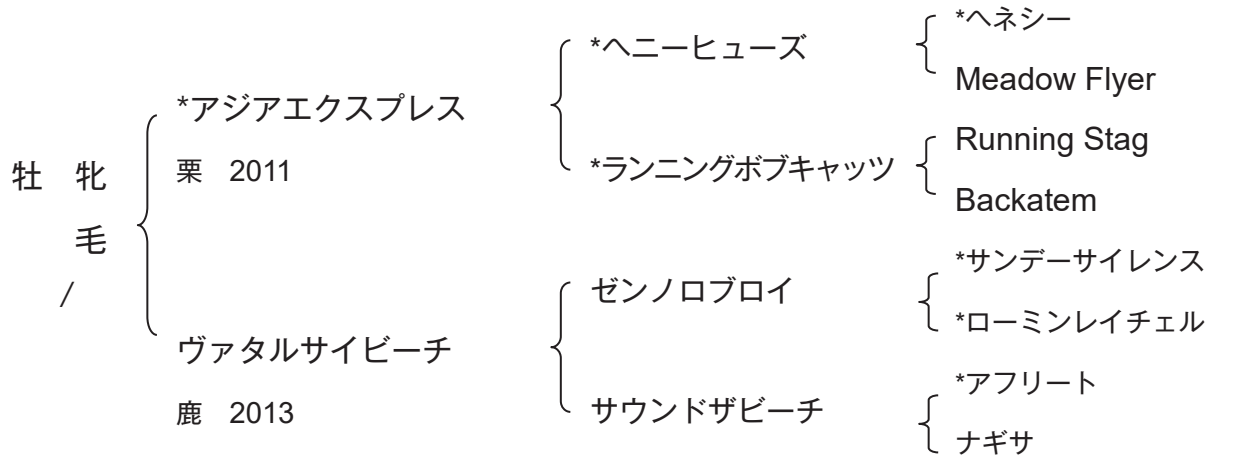 牡 牝
毛
/
*アジアエクスプレス
栗 2011
ヴァタルサイビーチ
鹿 2013
*ヘニーヒューズ
*ランニングボブキャッツ
ゼンノロブロイ
サウンドザビーチ
*ヘネシー
Meadow Flyer
Running Stag
Backatem
*サンデーサイレンス
*ローミンレイチェル
*アフリート
ナギサ